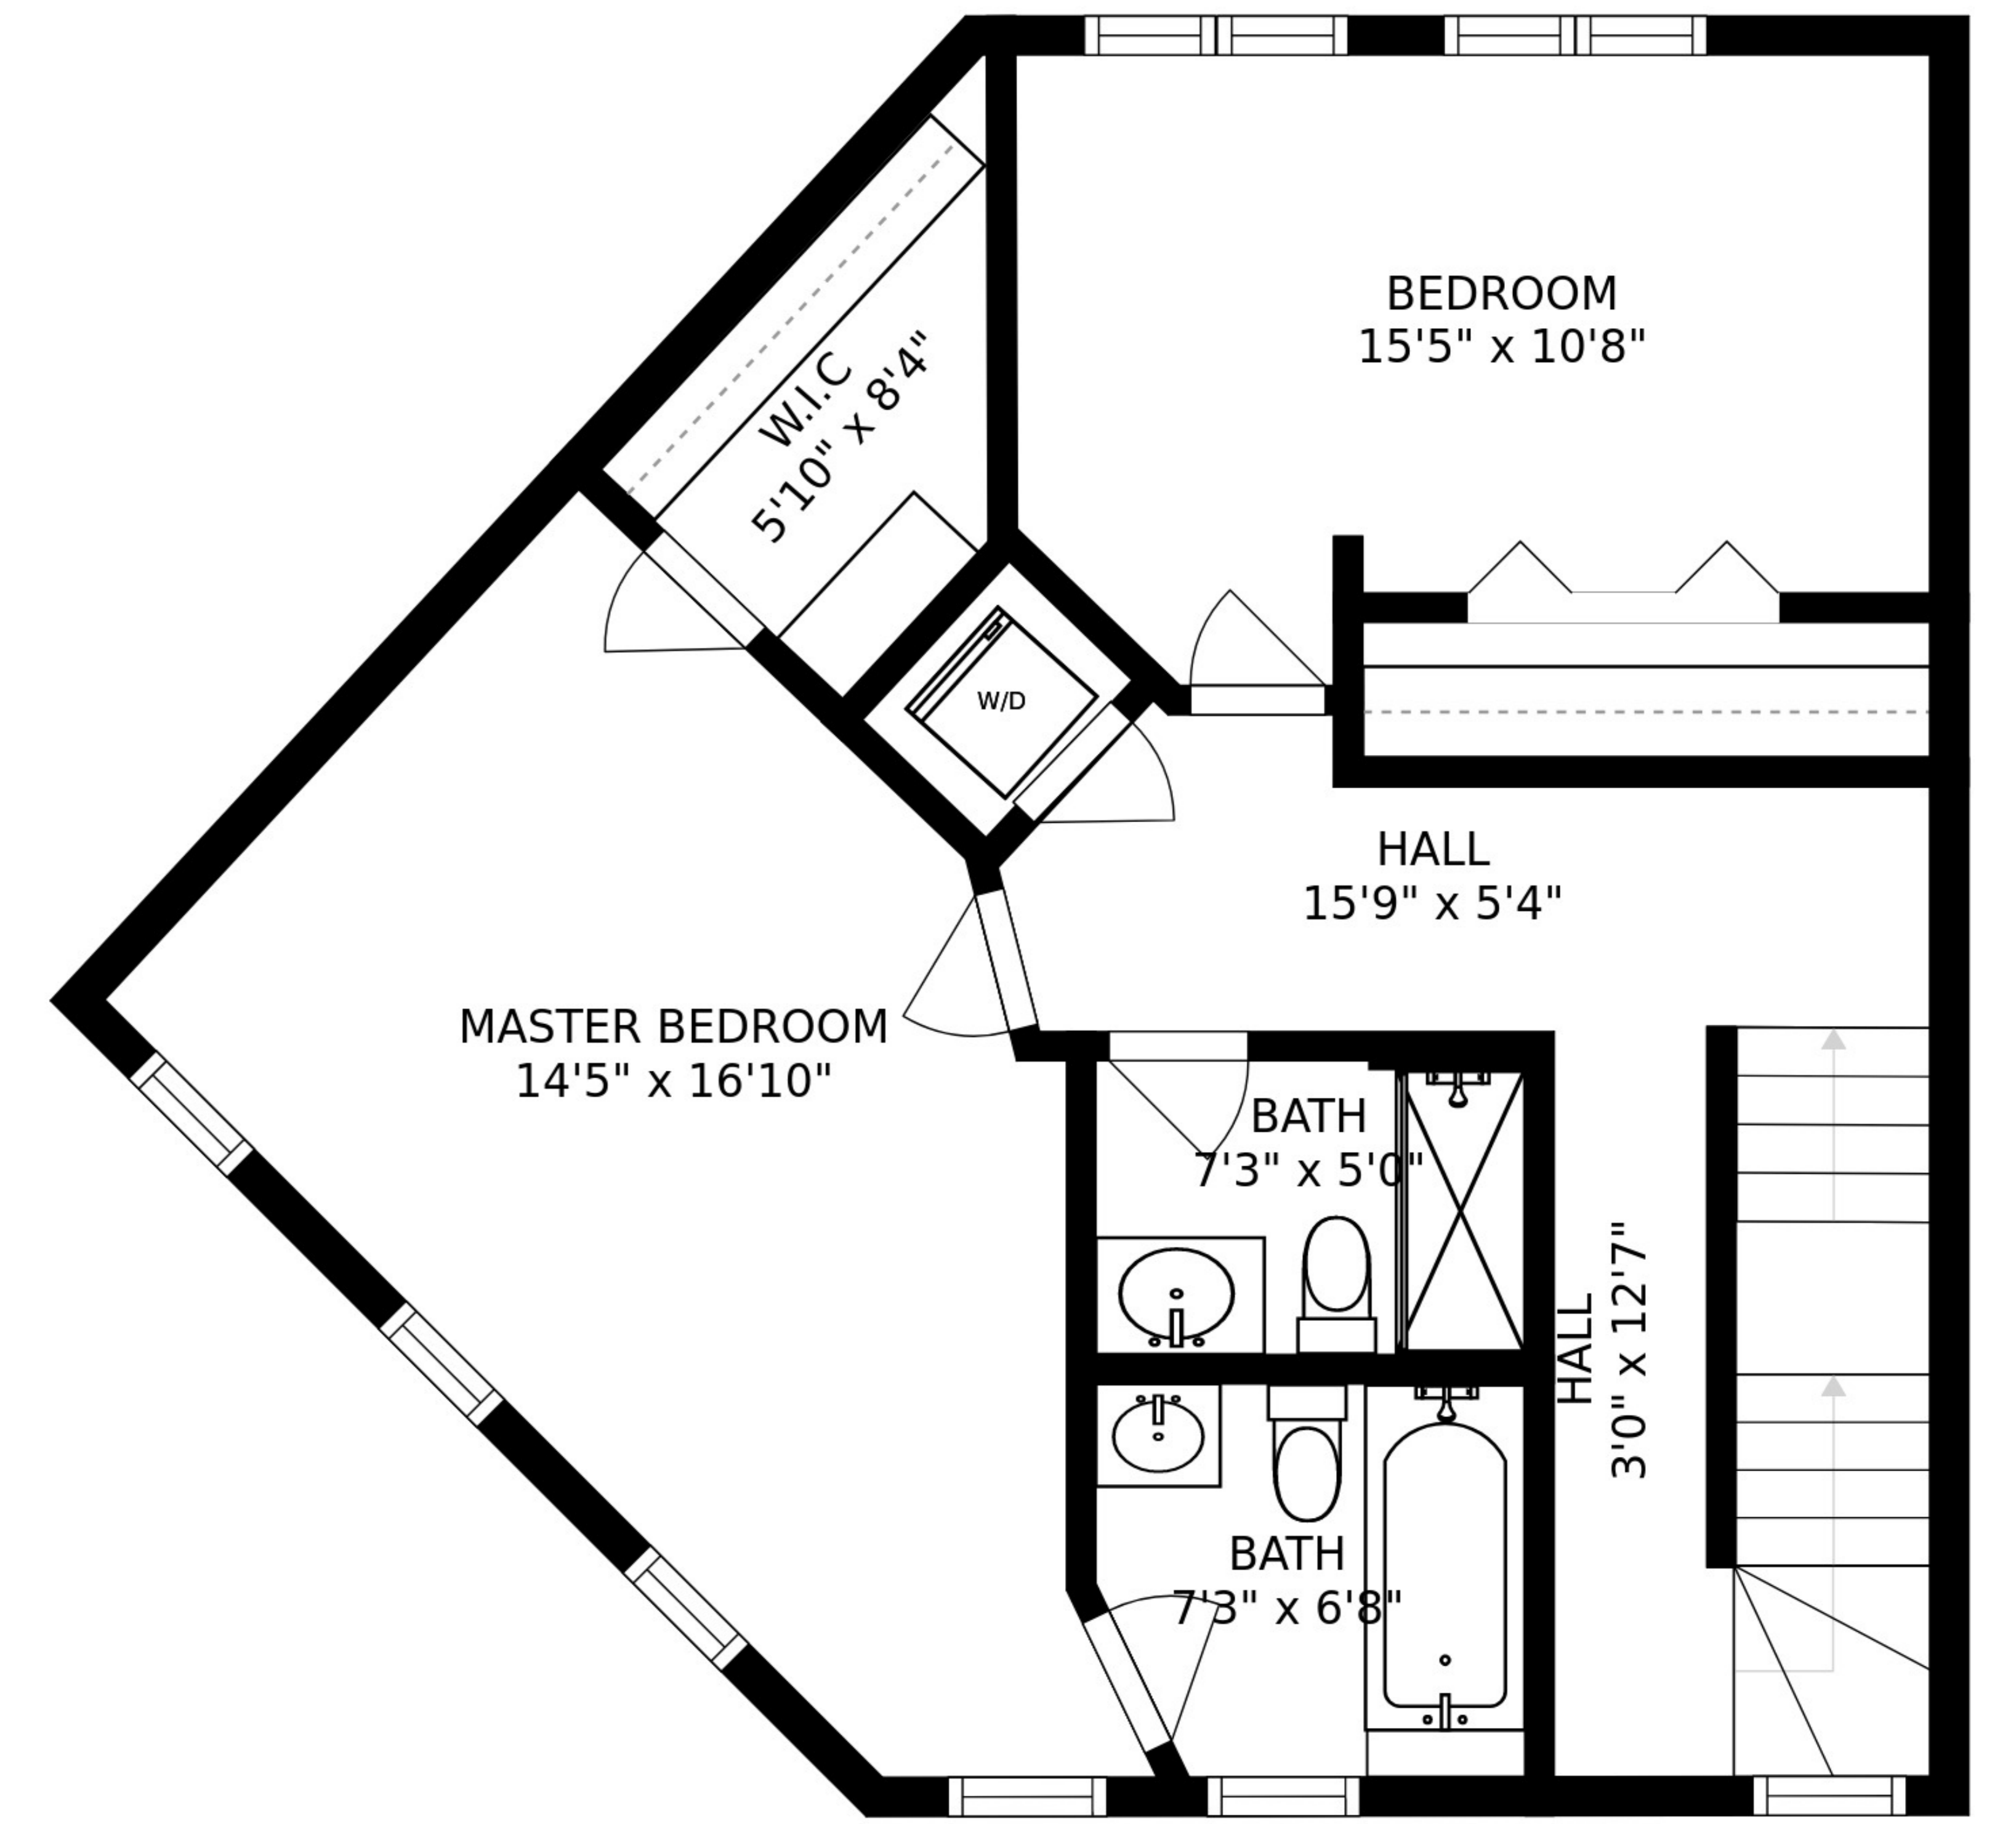 BEDROOM
15'5" x 10'8"
W.I.C
5'10" x 8'4"
W/D
HALL
15'9" x 5'4"
MASTER BEDROOM
14'5" x 16'10"
BATH
7'3" x 5'0"
HALL
3'0" x 12'7"
BATH
7'3" x 6'8"